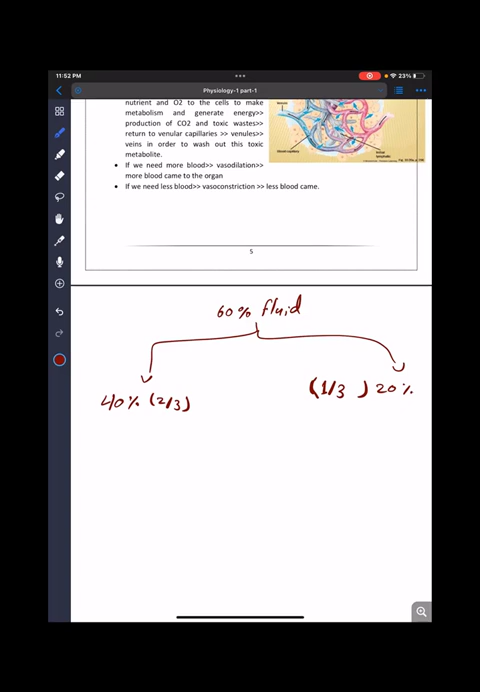 11:52 PM
23%
Physiology-1 part-1
nutrient and O2 to the cells to make
metabolism and generate energy>>
production of CO2 and toxic wastes>>
return to venular capillaries >> venules>>
veins in order to wash out this toxic
metabolite.
• If we need more blood>> vasodilation>>
more blood came to the organ
• If we need less blood>> vasoconstriction >> less blood came.
5
60% fluid
40% (2/3)
(1/3 ) 20%